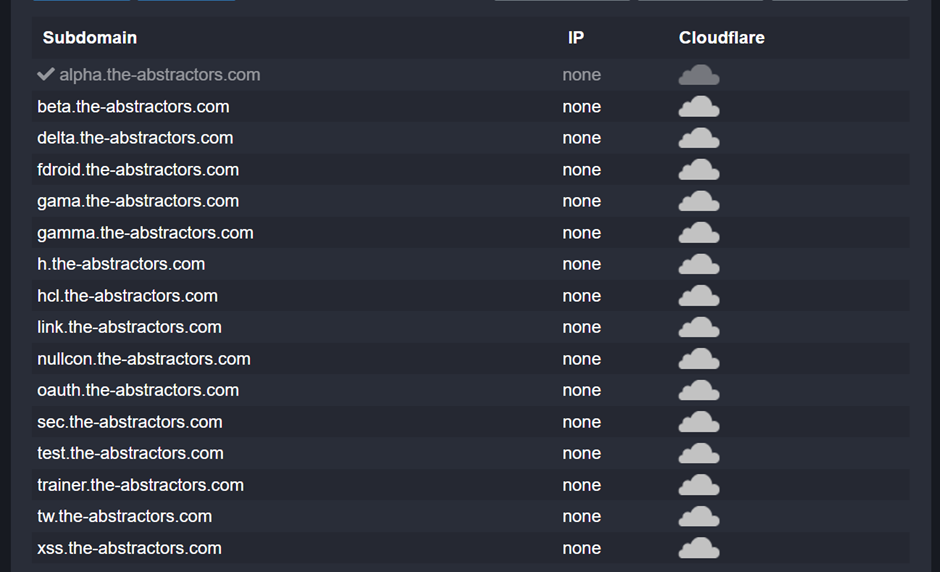 Subdomain IP Cloudflare
alpha.the-abstractors.com none
beta.the-abstractors.com none
delta.the-abstractors.com none
fdroid.the-abstractors.com none
gama.the-abstractors.com none
gamma.the-abstractors.com none
h.the-abstractors.com none
hcl.the-abstractors.com none
link.the-abstractors.com none
nullcon.the-abstractors.com none
oauth.the-abstractors.com none
sec.the-abstractors.com none
test.the-abstractors.com none
trainer.the-abstractors.com none
tw.the-abstractors.com none
xss.the-abstractors.com none